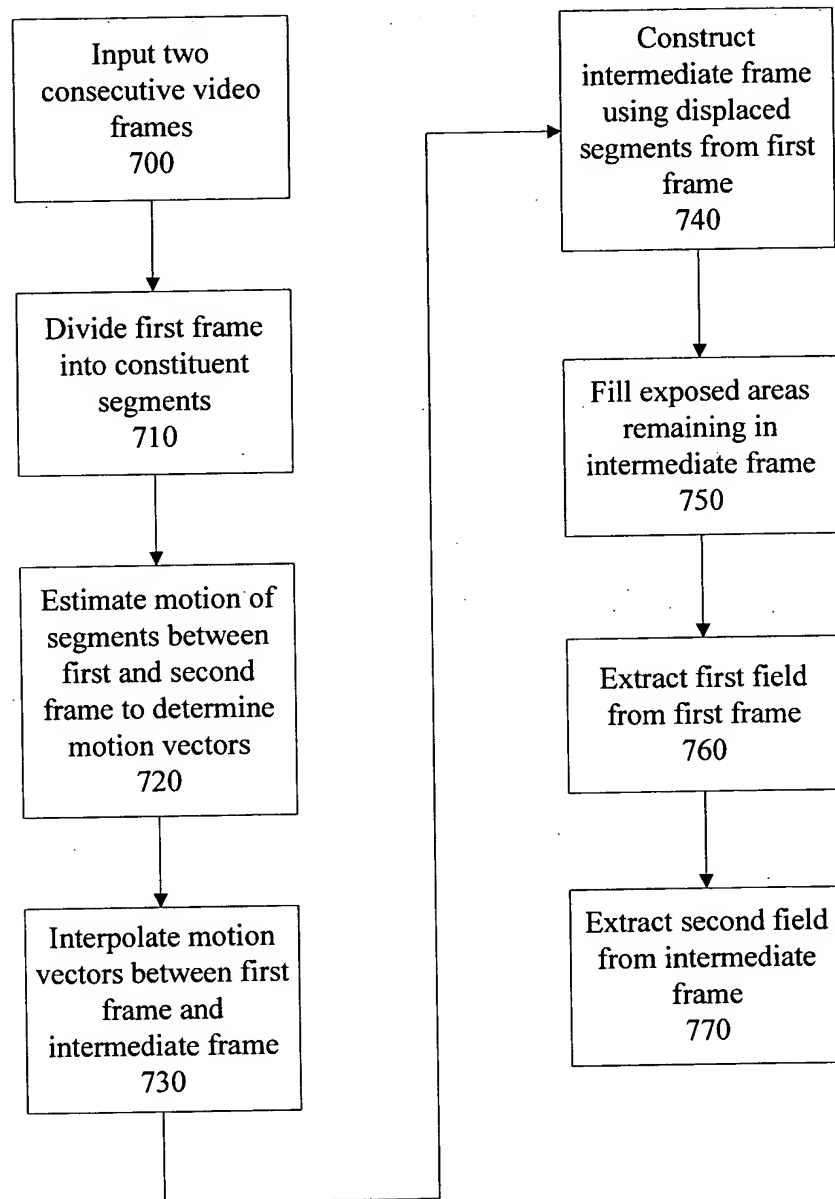 Input two
consecutive video
frames
700
Divide first frame
into constituent
segments
710
Estimate motion of
segments between
first and second
frame to determine
motion vectors
720
Interpolate motion
vectors between first
frame and
intermediate frame
730
Construct
intermediate frame
using displaced
segments from first
frame
740
Fill exposed areas
remaining in
intermediate frame
750
Extract first field
from first frame
760
Extract second field
from intermediate
frame
770